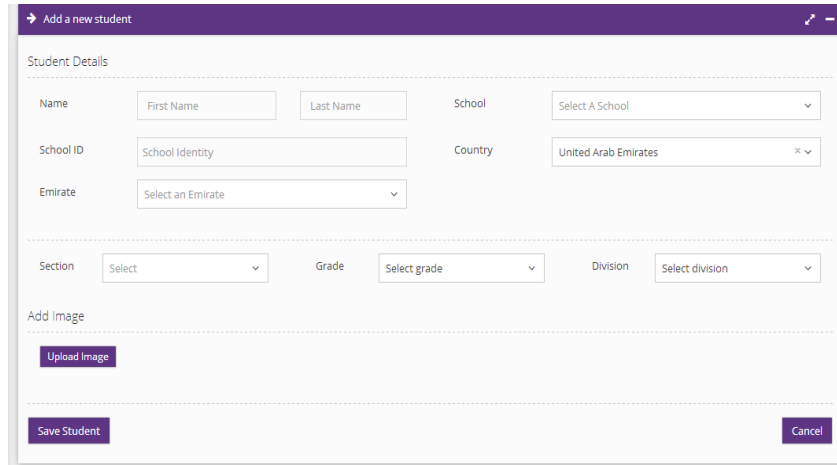 Add a new student
Student Details
Name First Name Last Name School Select A School
School ID School Identity Country United Arab Emirates
Emirate Select an Emirate
Section Select Grade Select grade Division Select division
Add Image
Upload Image
Save Student Cancel